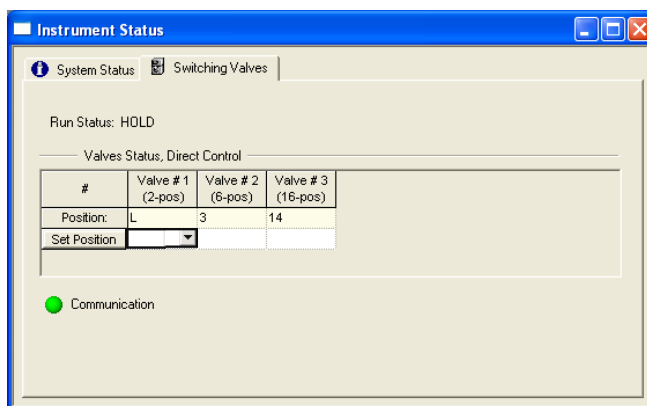 Instrument Status
System Status Switching Valves
Run Status: HOLD
Valves Status, Direct Control
# Valve # 1 Valve # 2 Valve # 3
(2-pos) (6-pos) (16-pos)
Position: L 3 14
Set Position
Communication